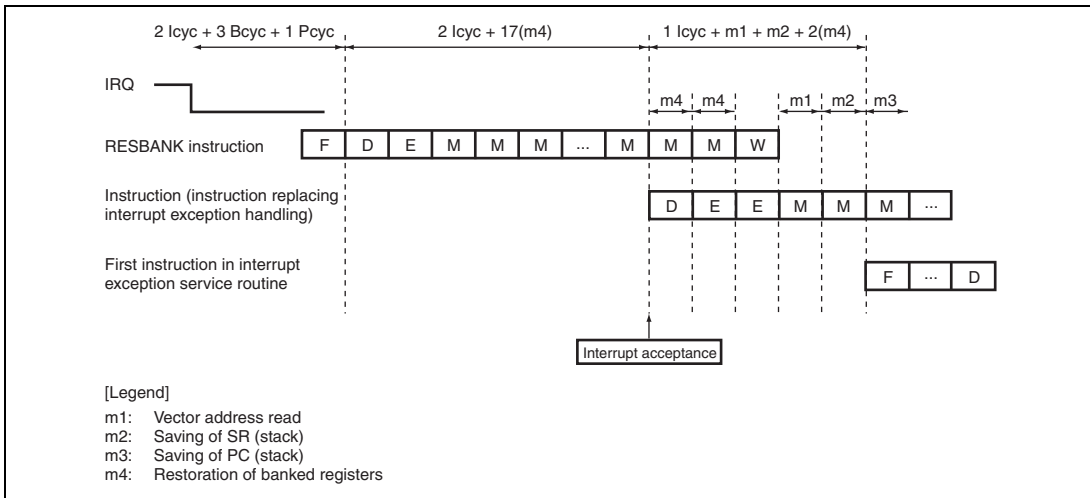 2 Icyc + 3 Bcyc + 1 Pcyc 2 Icyc + 17(m4) 1 Icyc + m1 + m2 + 2(m4)
IRQ
m4 m4 m1 m2 m3
RESBANK instruction F D E M M M ... M M M W
Instruction (instruction replacing
interrupt exception handling) D E E M M M ...
First instruction in interrupt
exception service routine F ... D
Interrupt acceptance
[Legend]
m1: Vector address read
m2: Saving of SR (stack)
m3: Saving of PC (stack)
m4: Restoration of banked registers